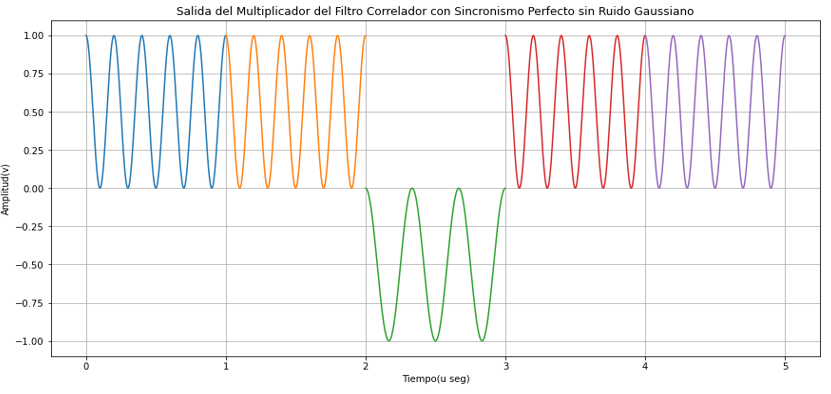 Salida del Multiplicador del Filtro Correlador con Sincronismo Perfecto sin Ruido Gaussiano
1.00
0.75
0.50
0.25
0.00
−0.25
−0.50
−0.75
−1.00
Amplitud(v)
0 1 2 3 4 5
Tiempo(u seg)